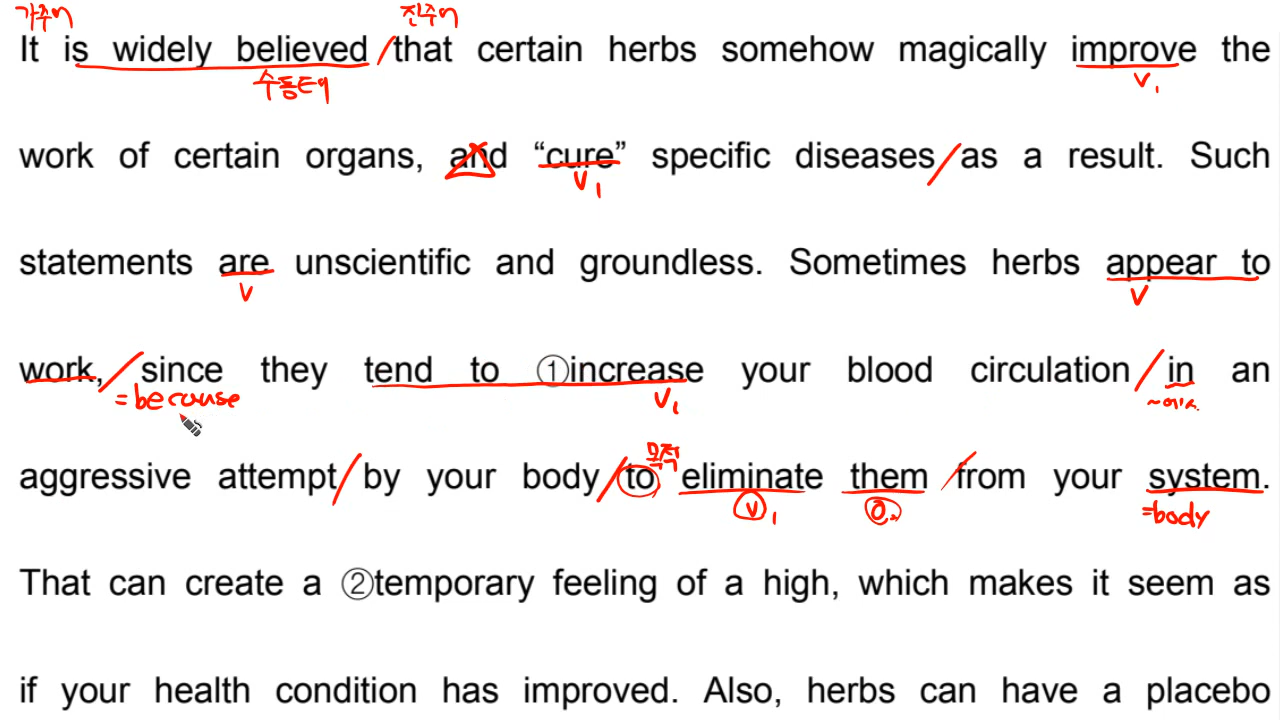 가주어 진주어
It is widely believed / that certain herbs somehow magically improve the
수동태 V₁
work of certain organs, and “cure” specific diseases / as a result. Such
V₁
statements are unscientific and groundless. Sometimes herbs appear to
V V
work, / since they tend to ①increase your blood circulation / in an
=because V₁ ~에서
aggressive attempt / by your body / to eliminate them / from your system.
목적
V₁ O₂ =body
That can create a ②temporary feeling of a high, which makes it seem as
if your health condition has improved. Also, herbs can have a placebo